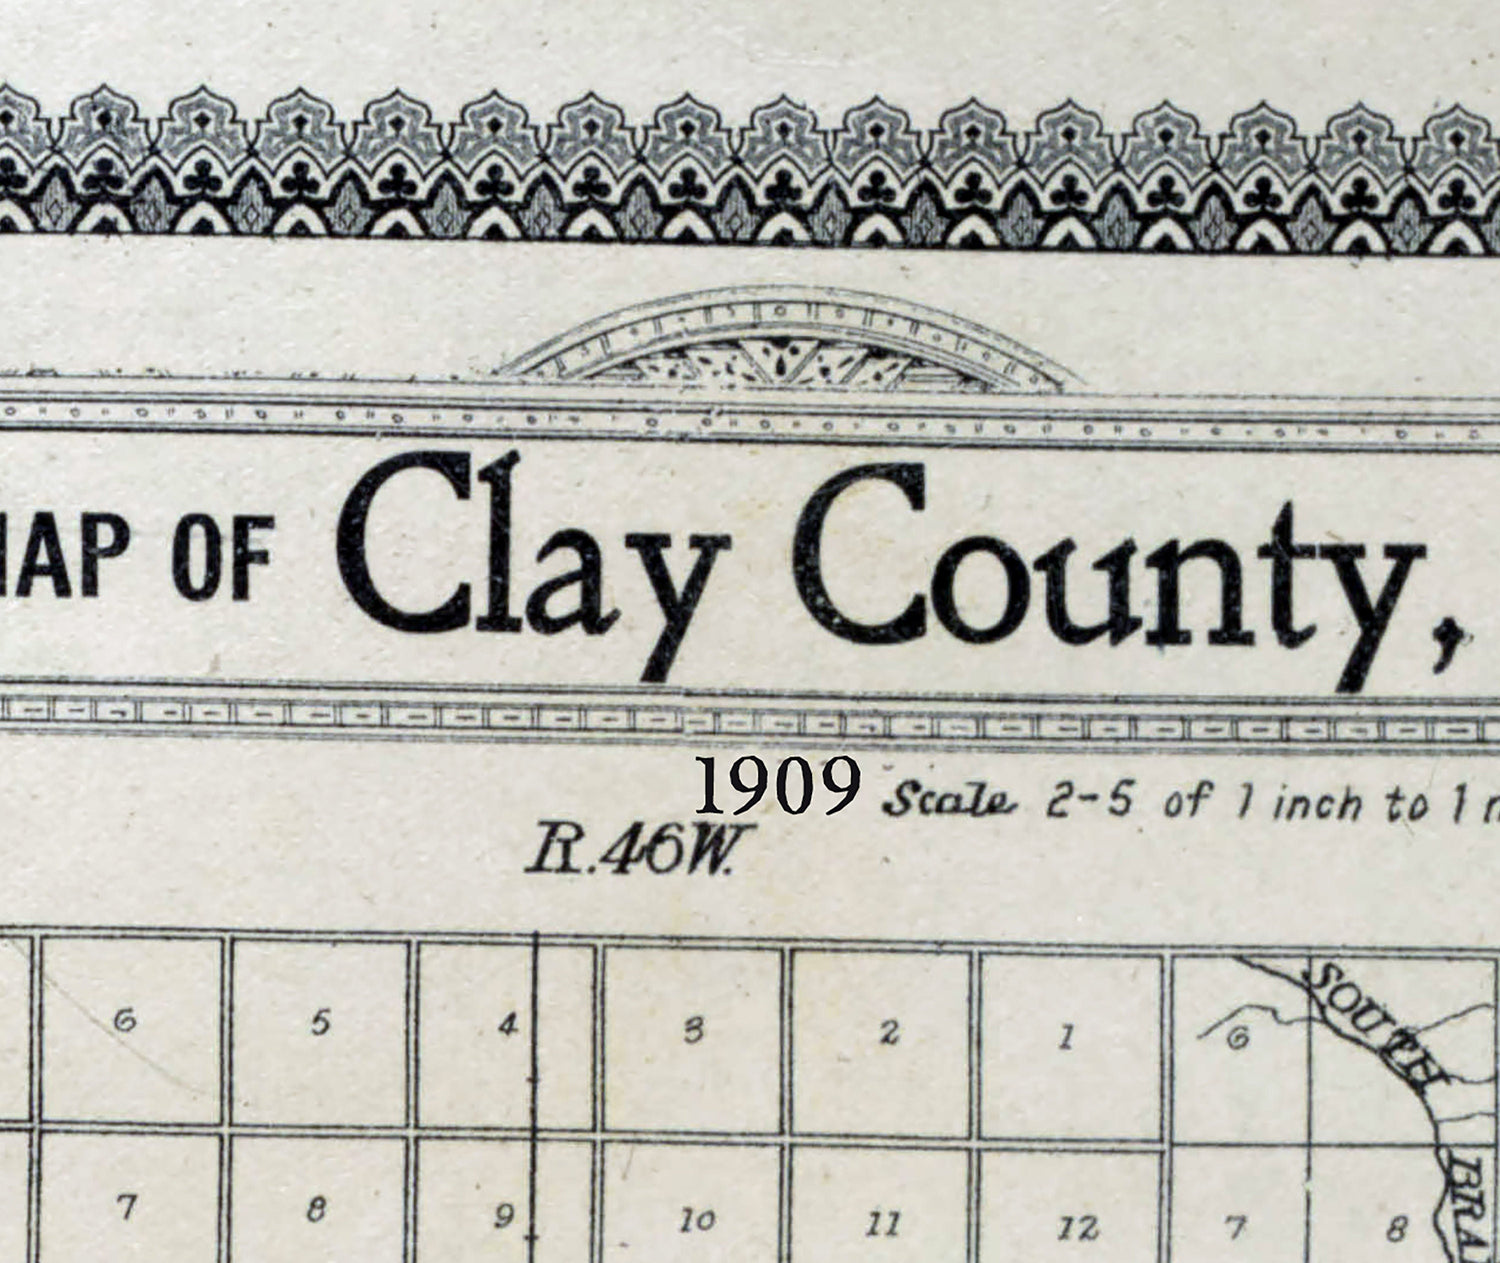 MAP OF Clay County,
1909 Scale 2-5 of 1 inch to 1
R.46W.
6 5 4 3 2 1 6
SOUTH
7 8 9 10 11 12 7 8
BRA